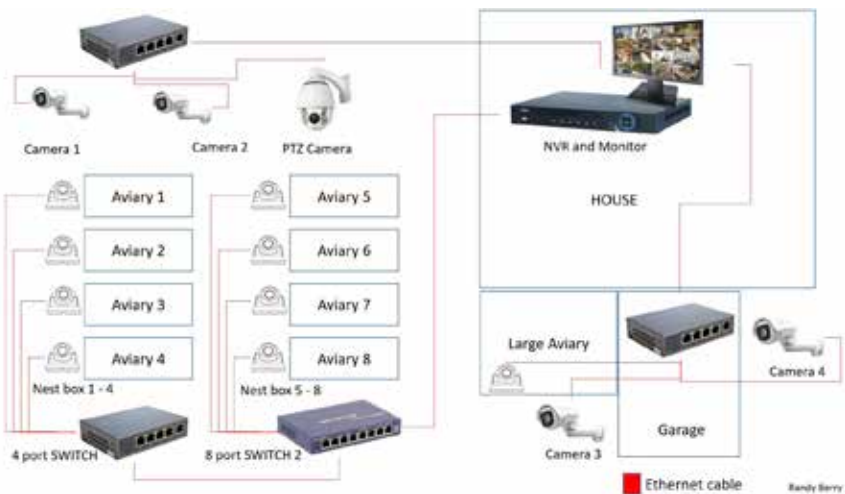 Camera 1
Camera 2
PTZ Camera
NVR and Monitor
HOUSE
Aviary 1
Aviary 5
Aviary 2
Aviary 6
Aviary 3
Aviary 7
Aviary 4
Aviary 8
Nest box 1 - 4
Nest box 5 - 8
4 port SWITCH
8 port SWITCH 2
Large Aviary
Camera 4
Camera 3
Garage
Ethernet cable
Randy Berry